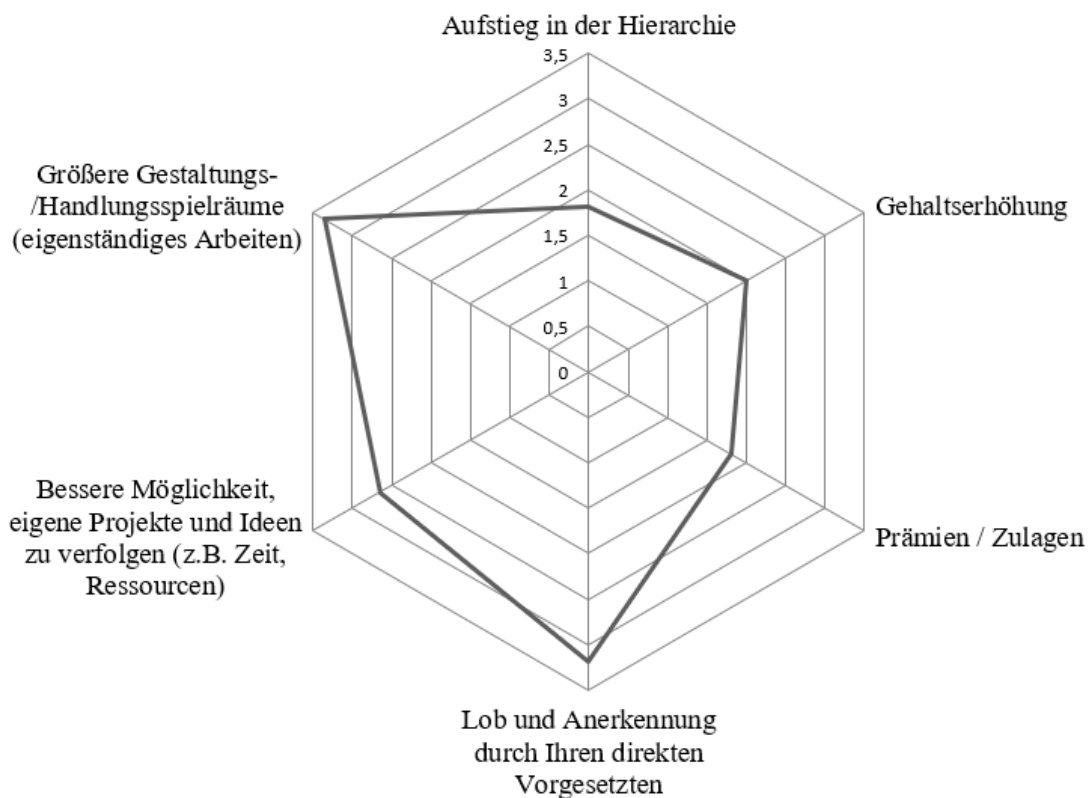 Aufstieg in der Hierarchie
3,5
3
2,5
2
1,5
1
0,5
0
Gehaltserhöhung
Prämien / Zulagen
Lob und Anerkennung
durch Ihren direkten
Vorgesetzten
Bessere Möglichkeit,
eigene Projekte und Ideen
zu verfolgen (z.B. Zeit,
Ressourcen)
Größere Gestaltungs-
/Handlungsspielräume
(eigenständiges Arbeiten)